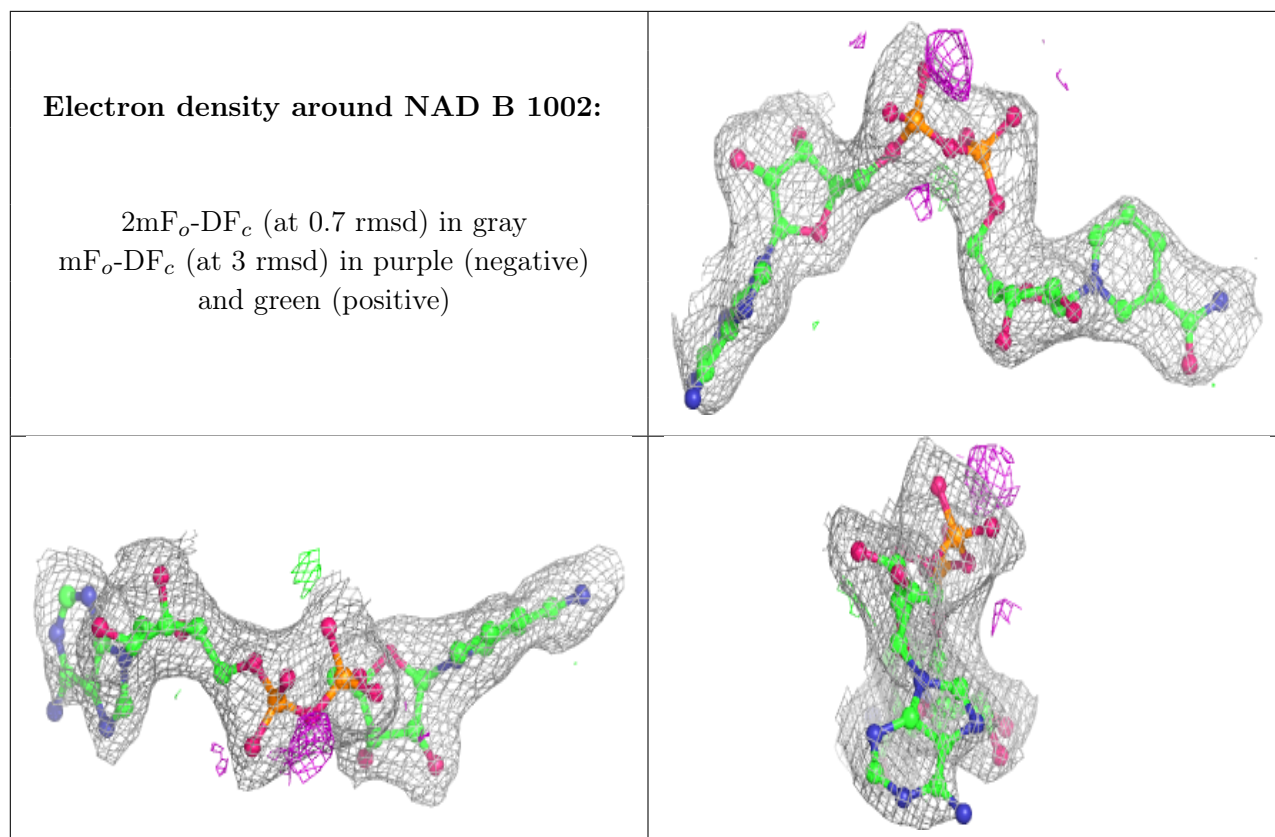 Electron density around NAD B 1002:
2mFo-DFc (at 0.7 rmsd) in gray
mFo-DFc (at 3 rmsd) in purple (negative)
and green (positive)